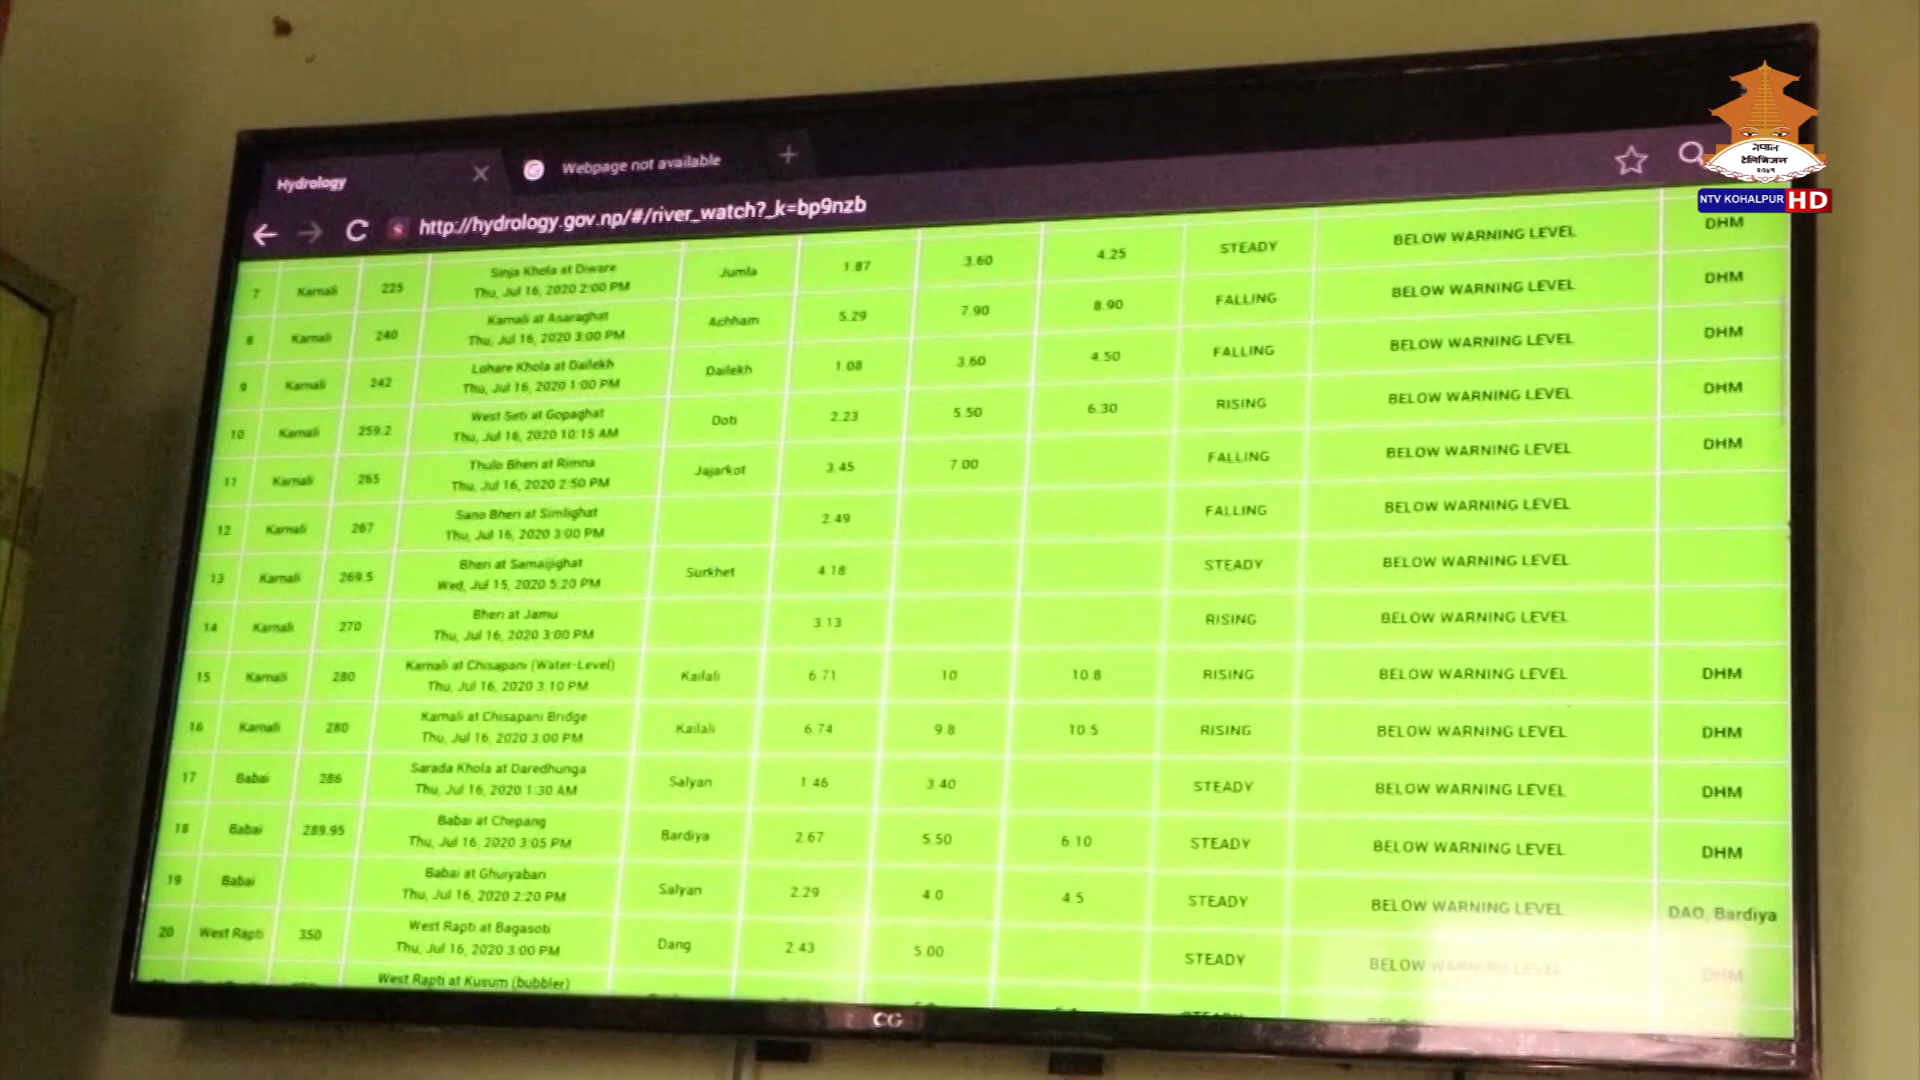 Hydrology
Webpage not available
http://hydrology.gov.np/#/river_watch?_k=bp9nzb
नेपाल
टेलिभिजन
२०४१
NTV KOHALPUR HD
7 Karnali 225 Sinja Khola at Diware Jumla 1.87 3.60 4.25 STEADY BELOW WARNING LEVEL DHM
Thu, Jul 16, 2020 2:00 PM
8 Karnali 240 Karnali at Asaraghat Achham 5.29 7.90 8.90 FALLING BELOW WARNING LEVEL DHM
Thu, Jul 16, 2020 3:00 PM
9 Karnali 242 Lohare Khola at Dailekh Dailekh 1.08 3.60 4.50 FALLING BELOW WARNING LEVEL DHM
Thu, Jul 16, 2020 1:00 PM
10 Karnali 259.2 West Seti at Gopaghat Doti 2.23 5.50 6.30 RISING BELOW WARNING LEVEL DHM
Thu, Jul 16, 2020 10:15 AM
11 Karnali 265 Thulo Bheri at Rimna Jajarkot 3.45 7.00 FALLING BELOW WARNING LEVEL DHM
Thu, Jul 16, 2020 2:50 PM
12 Karnali 267 Sano Bheri at Simlighat 2.49 FALLING BELOW WARNING LEVEL
Thu, Jul 16, 2020 3:00 PM
13 Karnali 269.5 Bheri at Samaijighat Surkhet 4.18 STEADY BELOW WARNING LEVEL
Wed, Jul 15, 2020 5:20 PM
14 Karnali 270 Bheri at Jamu 3.13 RISING BELOW WARNING LEVEL
Thu, Jul 16, 2020 3:00 PM
15 Karnali 280 Karnali at Chisapani (Water-Level) Kailali 6.71 10 10.8 RISING BELOW WARNING LEVEL DHM
Thu, Jul 16, 2020 3:10 PM
16 Karnali 280 Karnali at Chisapani Bridge Kailali 6.74 9.8 10.5 RISING BELOW WARNING LEVEL DHM
Thu, Jul 16, 2020 3:00 PM
17 Babai 286 Sarada Khola at Daredhunga Salyan 1.46 3.40 STEADY BELOW WARNING LEVEL DHM
Thu, Jul 16, 2020 1:30 AM
18 Babai 289.95 Babai at Chepang Bardiya 2.67 5.50 6.10 STEADY BELOW WARNING LEVEL DHM
Thu, Jul 16, 2020 3:05 PM
19 Babai Babai at Ghuiyabari Salyan 2.29 4.0 4.5 STEADY BELOW WARNING LEVEL DAO, Bardiya
Thu, Jul 16, 2020 2:20 PM
20 West Rapti 350 West Rapti at Bagasoti Dang 2.43 5.00 STEADY BELOW WARNING LEVEL DHM
Thu, Jul 16, 2020 3:00 PM
West Rapti at Kusum (bubbler)
CG